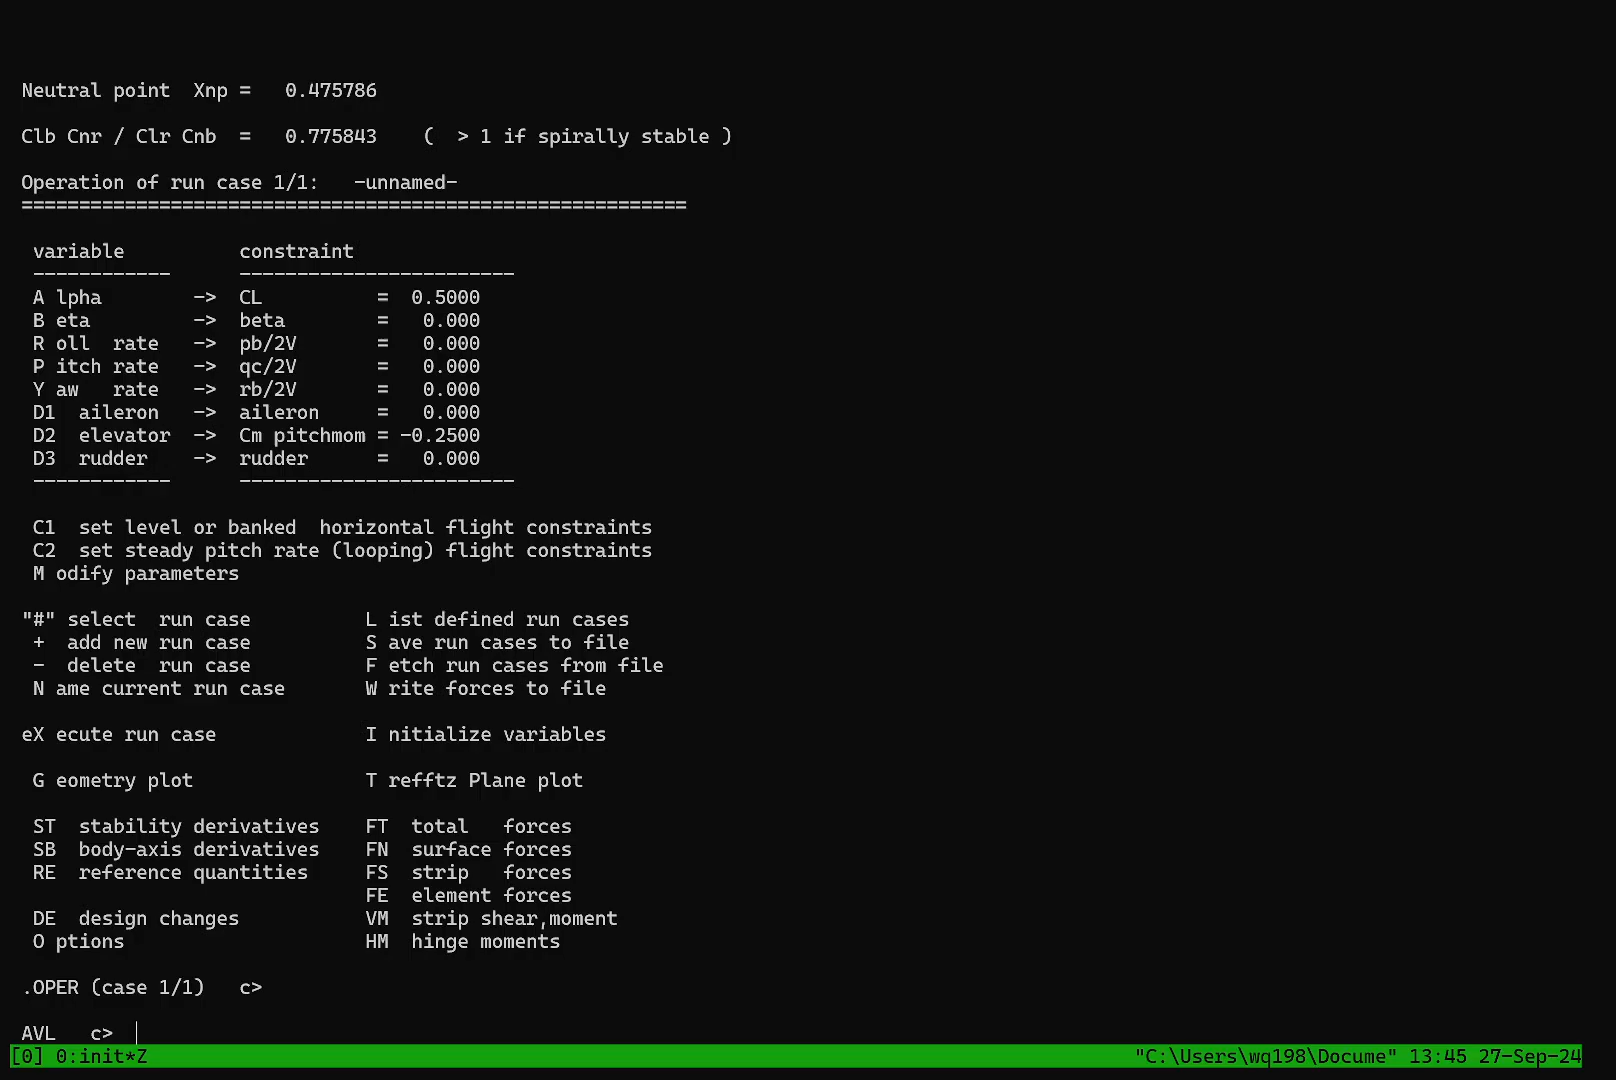 Neutral point  Xnp =   0.475786
Clb Cnr / Clr Cnb  =   0.775843    (  > 1 if spirally stable )
Operation of run case 1/1:   -unnamed-
==========================================================
variable          constraint
------------      ------------------------
A lpha        ->  CL          =  0.5000
B eta         ->  beta        =   0.000
R oll  rate   ->  pb/2V       =   0.000
P itch rate   ->  qc/2V       =   0.000
Y aw   rate   ->  rb/2V       =   0.000
D1  aileron   ->  aileron     =   0.000
D2  elevator  ->  Cm pitchmom = -0.2500
D3  rudder    ->  rudder      =   0.000
------------      ------------------------
C1  set level or banked  horizontal flight constraints
C2  set steady pitch rate (looping) flight constraints
M odify parameters
"#" select  run case          L ist defined run cases
+  add new run case          S ave run cases to file
-  delete  run case          F etch run cases from file
N ame current run case       W rite forces to file
eX ecute run case             I nitialize variables
G eometry plot               T refftz Plane plot
ST  stability derivatives    FT  total   forces
SB  body-axis derivatives    FN  surface forces
RE  reference quantities     FS  strip   forces
FE  element forces
DE  design changes           VM  strip shear,moment
O ptions                     HM  hinge moments
.OPER (case 1/1)   c>
AVL   c>
[0] 0:init*Z "C:\Users\wq198\Docume" 13:45 27-Sep-24